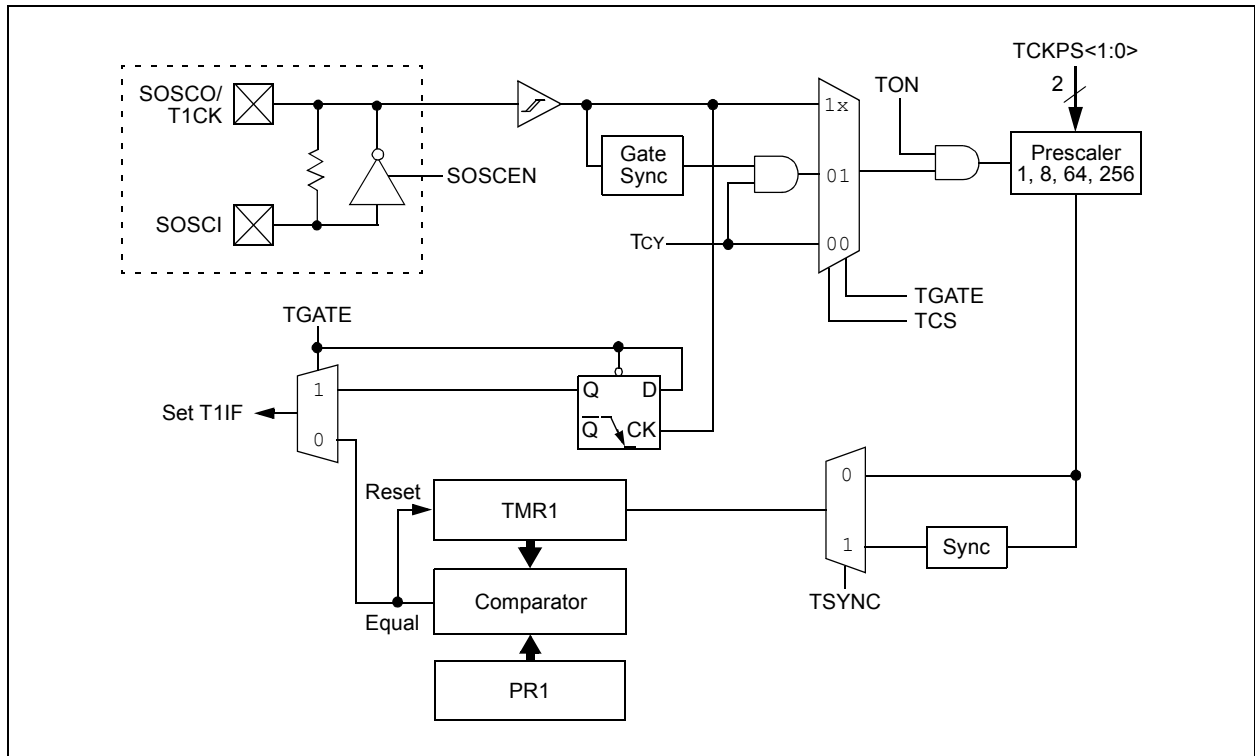 TCKPS<1:0>
2
SOSCO/
T1CK
TON
1x
Gate
Sync
Prescaler
1, 8, 64, 256
SOSCEN
01
SOSCI
TCY
00
TGATE
TCS
TGATE
1
Q
D
Set T1IF
Q
CK
0
0
Reset
TMR1
1
Sync
TSYNC
Comparator
Equal
PR1